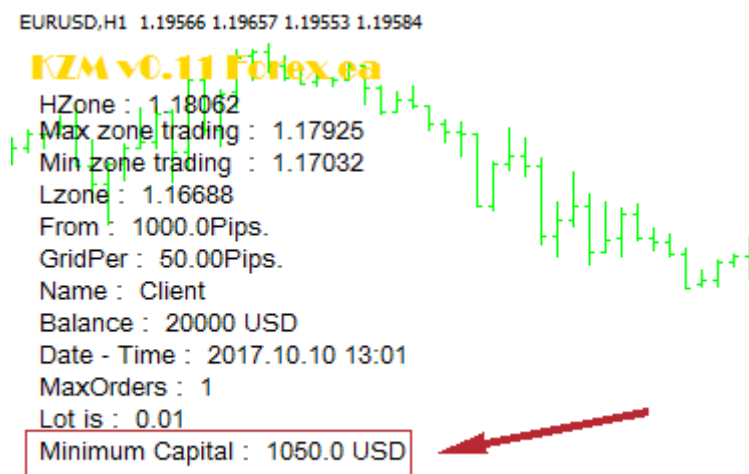 EURUSD,H1 1.19566 1.19657 1.19553 1.19584
KZM v0.11 Forex ea
HZone : 1.18062
Max zone trading : 1.17925
Min zone trading : 1.17032
Lzone : 1.16688
From : 1000.0Pips.
GridPer : 50.00Pips.
Name : Client
Balance : 20000 USD
Date - Time : 2017.10.10 13:01
MaxOrders : 1
Lot is : 0.01
Minimum Capital : 1050.0 USD